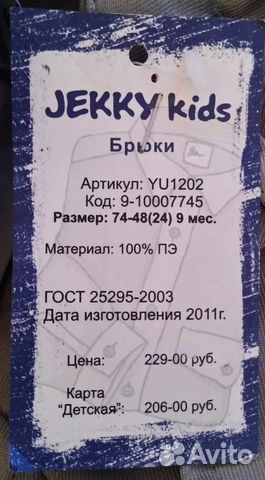 JEKKY kids
Брюки
Артикул: YU1202
Код: 9-10007745
Размер: 74-48(24) 9 мес.
Материал: 100% ПЭ
ГОСТ 25295-2003
Дата изготовления 2011г.
Цена: 229-00 руб.
Карта
"Детская": 206-00 руб.
Avito